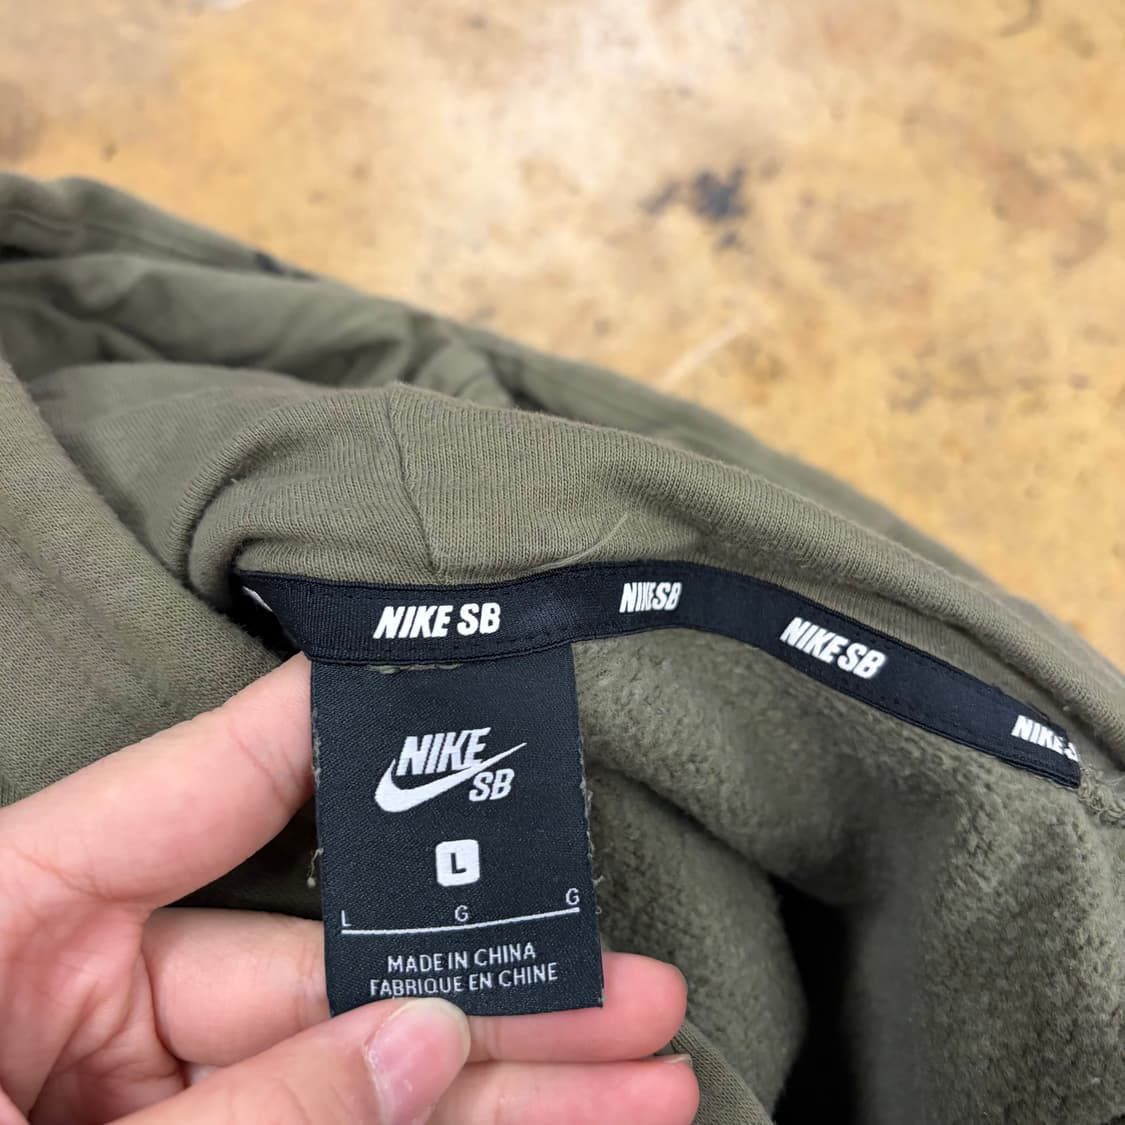 NIKE SB NIKE SB NIKE SB NIKE S
NIKE
SB
L
L G G
MADE IN CHINA
FABRIQUE EN CHINE